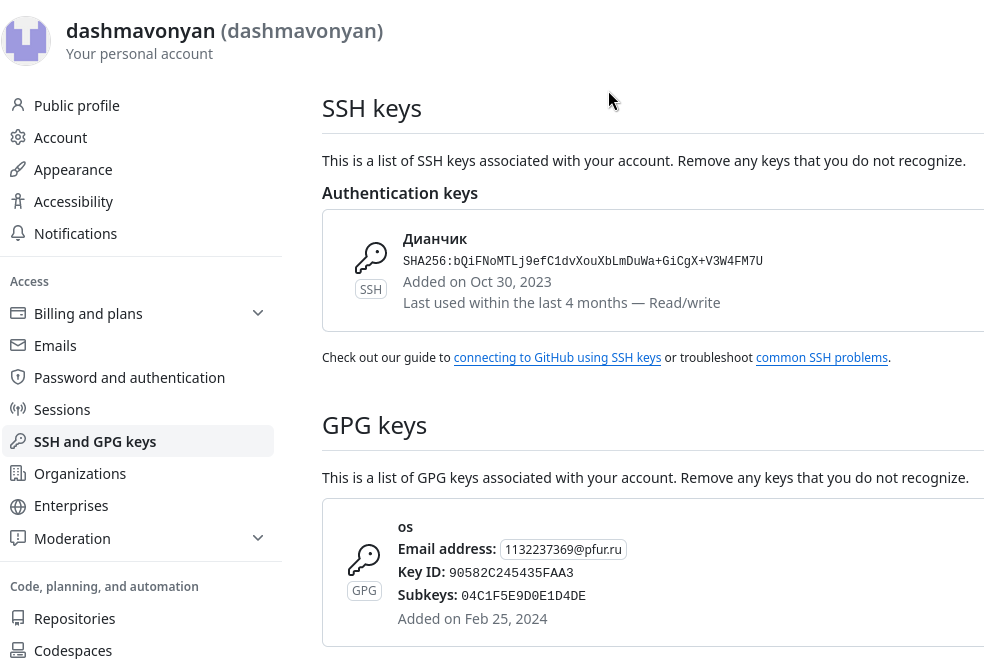 dashmavonyan (dashmavonyan)
Your personal account
Public profile
Account
Appearance
Accessibility
Notifications
Access
Billing and plans
Emails
Password and authentication
Sessions
SSH and GPG keys
Organizations
Enterprises
Moderation
Code, planning, and automation
Repositories
Codespaces
SSH keys
This is a list of SSH keys associated with your account. Remove any keys that you do not recognize.
Authentication keys
Дианчик
SHA256:bQiFNoMTLj9efC1dvXouXbLmDuWa+GiCgX+V3W4FM7U
SSH
Added on Oct 30, 2023
Last used within the last 4 months — Read/write
Check out our guide to connecting to GitHub using SSH keys or troubleshoot common SSH problems.
GPG keys
This is a list of GPG keys associated with your account. Remove any keys that you do not recognize.
os
Email address: 1132237369@pfur.ru
Key ID: 90582C245435FAA3
GPG
Subkeys: 04C1F5E9D0E1D4DE
Added on Feb 25, 2024